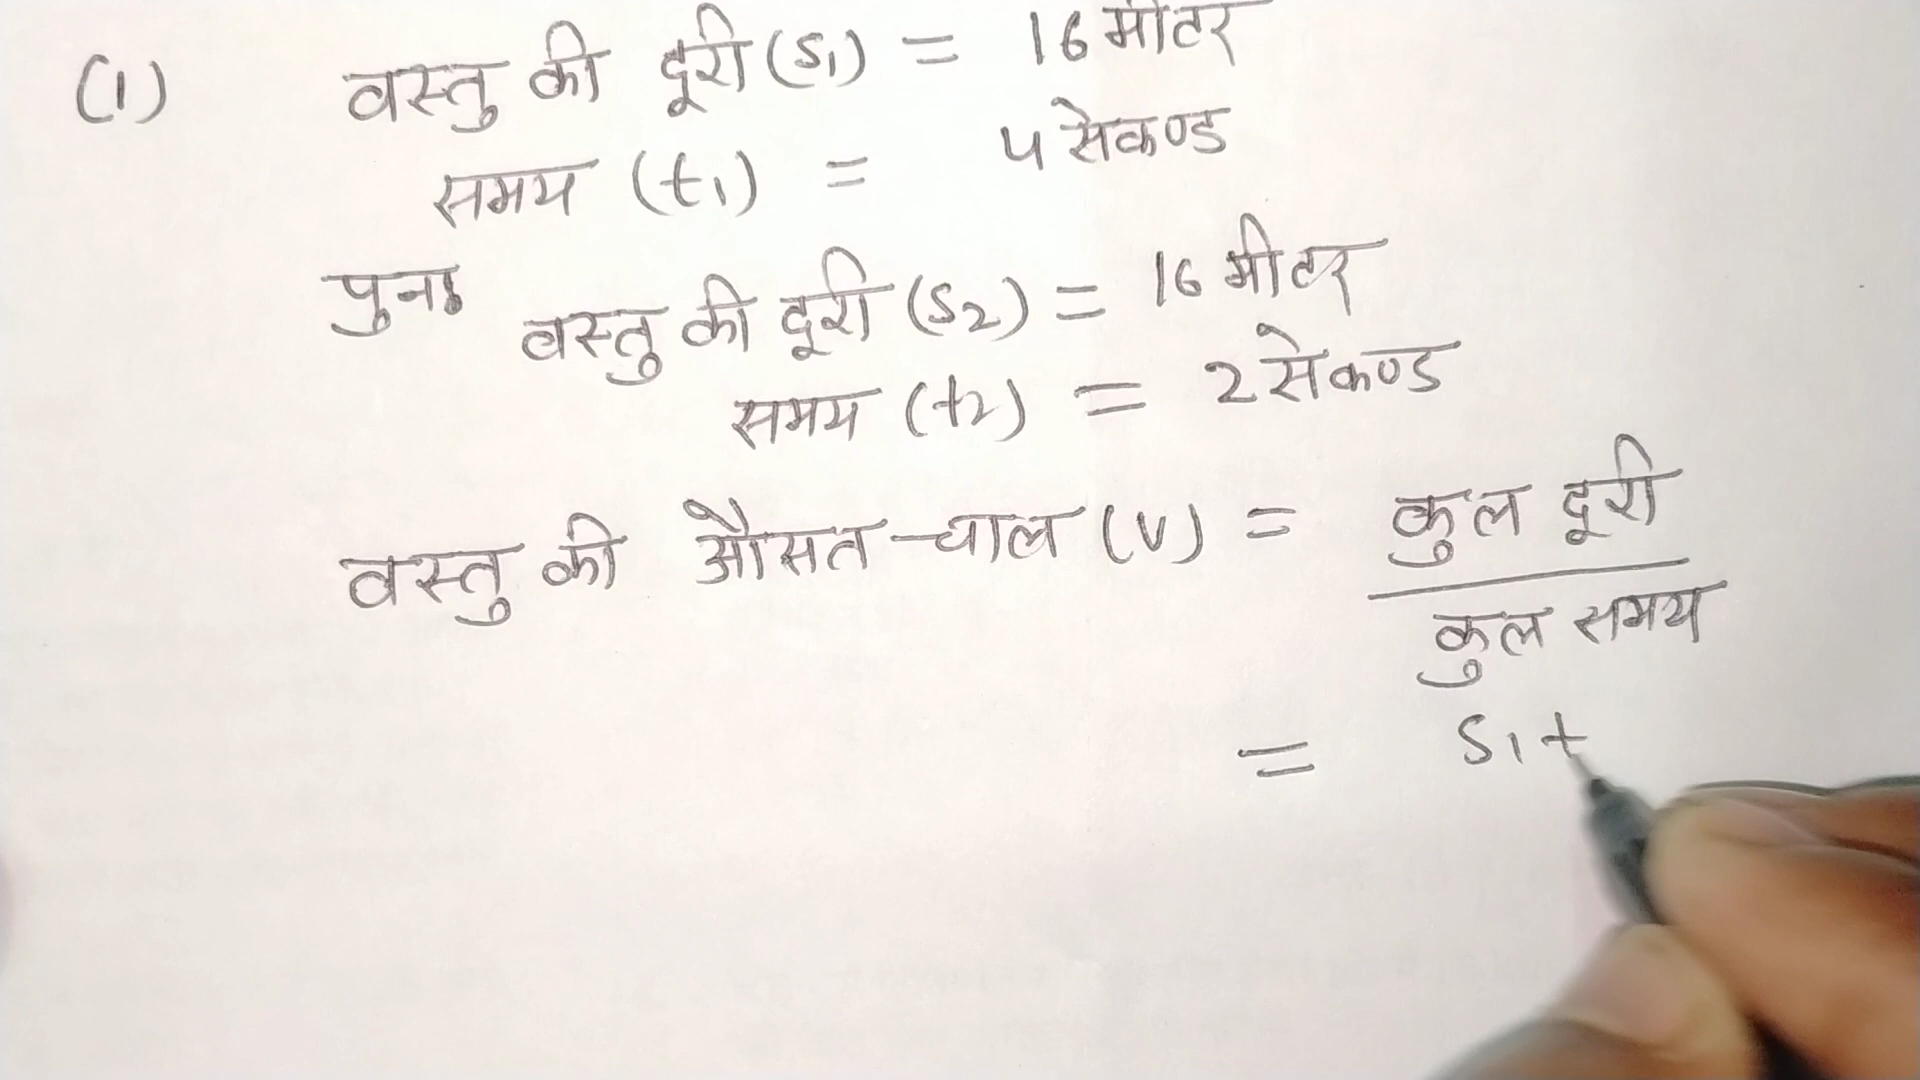 (1) वस्तु की दूरी (S1) = 16 मीटर
समय (t1) = 4 सेकण्ड
पुनः वस्तु की दूरी (S2) = 16 मीटर
समय (t2) = 2 सेकण्ड
वस्तु की औसत चाल (V) = कुल दूरी
कुल समय
= S1 +